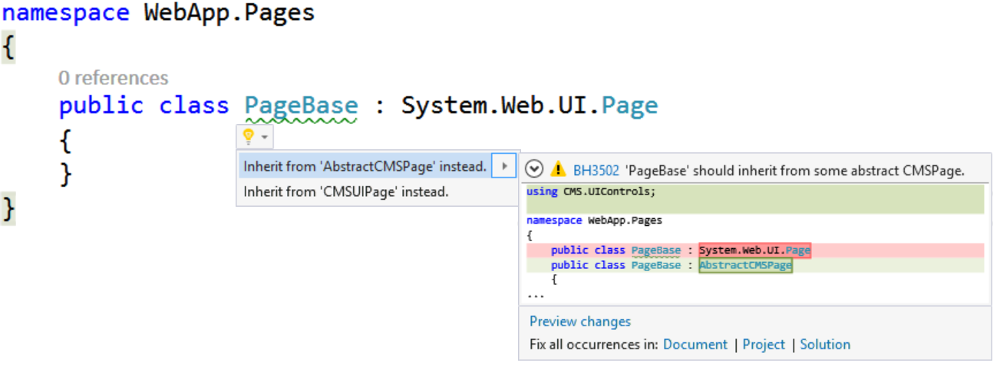 namespace WebApp.Pages
{
0 references
public class PageBase : System.Web.UI.Page
{
}
}
Inherit from 'AbstractCMSPage' instead.
Inherit from 'CMSUIPage' instead.
BH3502 'PageBase' should inherit from some abstract CMSPage.
using CMS.UIControls;
namespace WebApp.Pages
{
public class PageBase : System.Web.UI.Page
public class PageBase : AbstractCMSPage
{
...
Preview changes
Fix all occurrences in: Document | Project | Solution